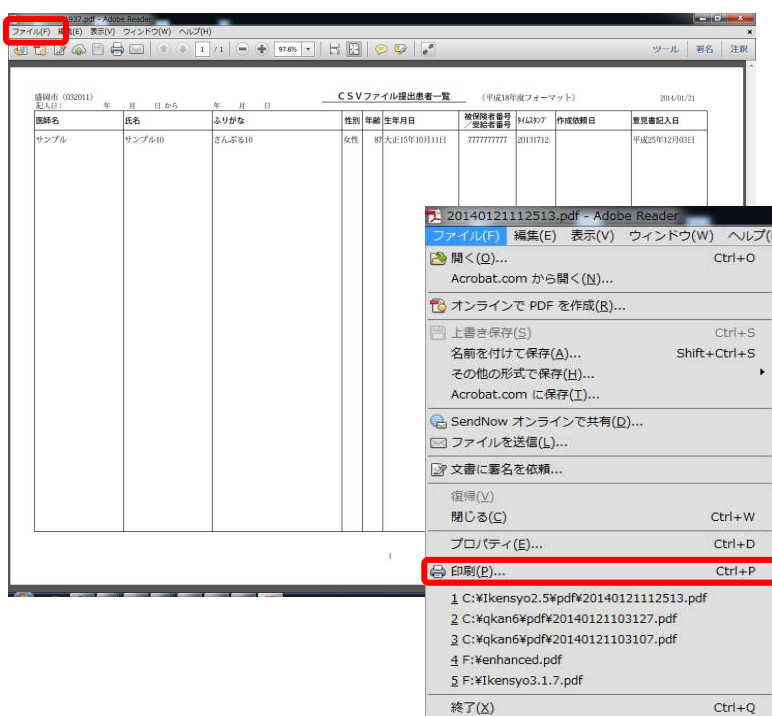 937.pdf - Adobe Reader
ファイル(F) 編集(E) 表示(V) ウィンドウ(W) ヘルプ(H)
1 / 1 97.6% ツール 署名 注釈
盛岡市 (032011) CSVファイル提出患者一覧 (平成18年度フォーマット) 2014/01/21
記入日: 年 月 日 から 年 月 日
医師名 氏名 ふりがな 性別 年齢 生年月日 被保険者番号/受給者番号 タイムスタンプ 作成依頼日 意見書記入日
サンプル サンプル10 さんぷる10 女性 87 大正15年10月11日 7777777777 20131712 平成25年12月03日
1
20140121112513.pdf - Adobe Reader
ファイル(F) 編集(E) 表示(V) ウィンドウ(W) ヘルプ(
開く(O)... Ctrl+O
Acrobat.com から開く(N)...
オンラインで PDF を作成(R)...
上書き保存(S) Ctrl+S
名前を付けて保存(A)... Shift+Ctrl+S
その他の形式で保存(H)...
Acrobat.com に保存(T)...
SendNow オンラインで共有(D)...
ファイルを送信(L)...
文書に署名を依頼...
復帰(V)
閉じる(C) Ctrl+W
プロパティ(E)... Ctrl+D
印刷(P)... Ctrl+P
1 C:¥Ikensyo2.5¥pdf¥20140121112513.pdf
2 C:¥qkan6¥pdf¥20140121103127.pdf
3 C:¥qkan6¥pdf¥20140121103107.pdf
4 F:¥enhanced.pdf
5 F:¥Ikensyo3.1.7.pdf
終了(X) Ctrl+Q